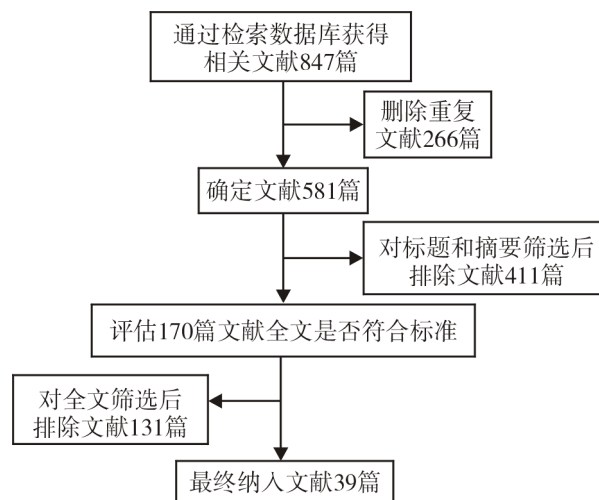 通过检索数据库获得
相关文献847篇
删除重复
文献266篇
确定文献581篇
对标题和摘要筛选后
排除文献411篇
评估170篇文献全文是否符合标准
对全文筛选后
排除文献131篇
最终纳入文献39篇